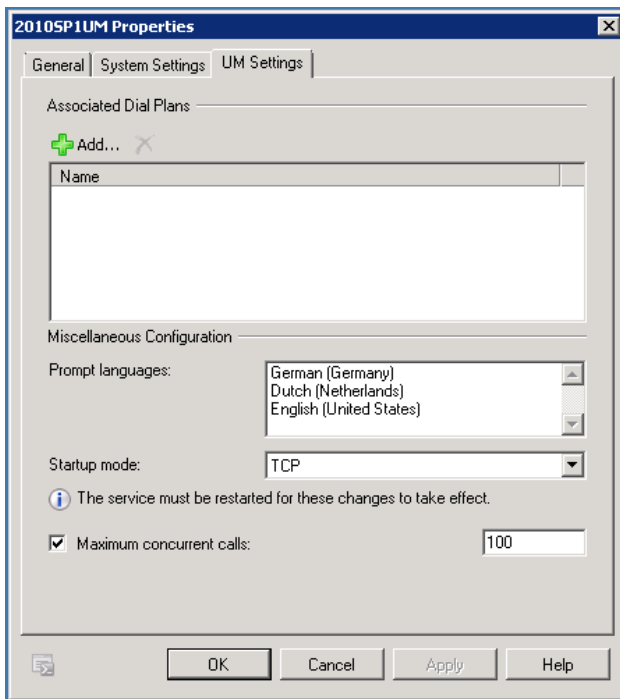 2010SP1UM Properties
General System Settings UM Settings
Associated Dial Plans
Add...
Name
Miscellaneous Configuration
Prompt languages:
German (Germany)
Dutch (Netherlands)
English (United States)
Startup mode: TCP
The service must be restarted for these changes to take effect.
Maximum concurrent calls: 100
OK Cancel Apply Help